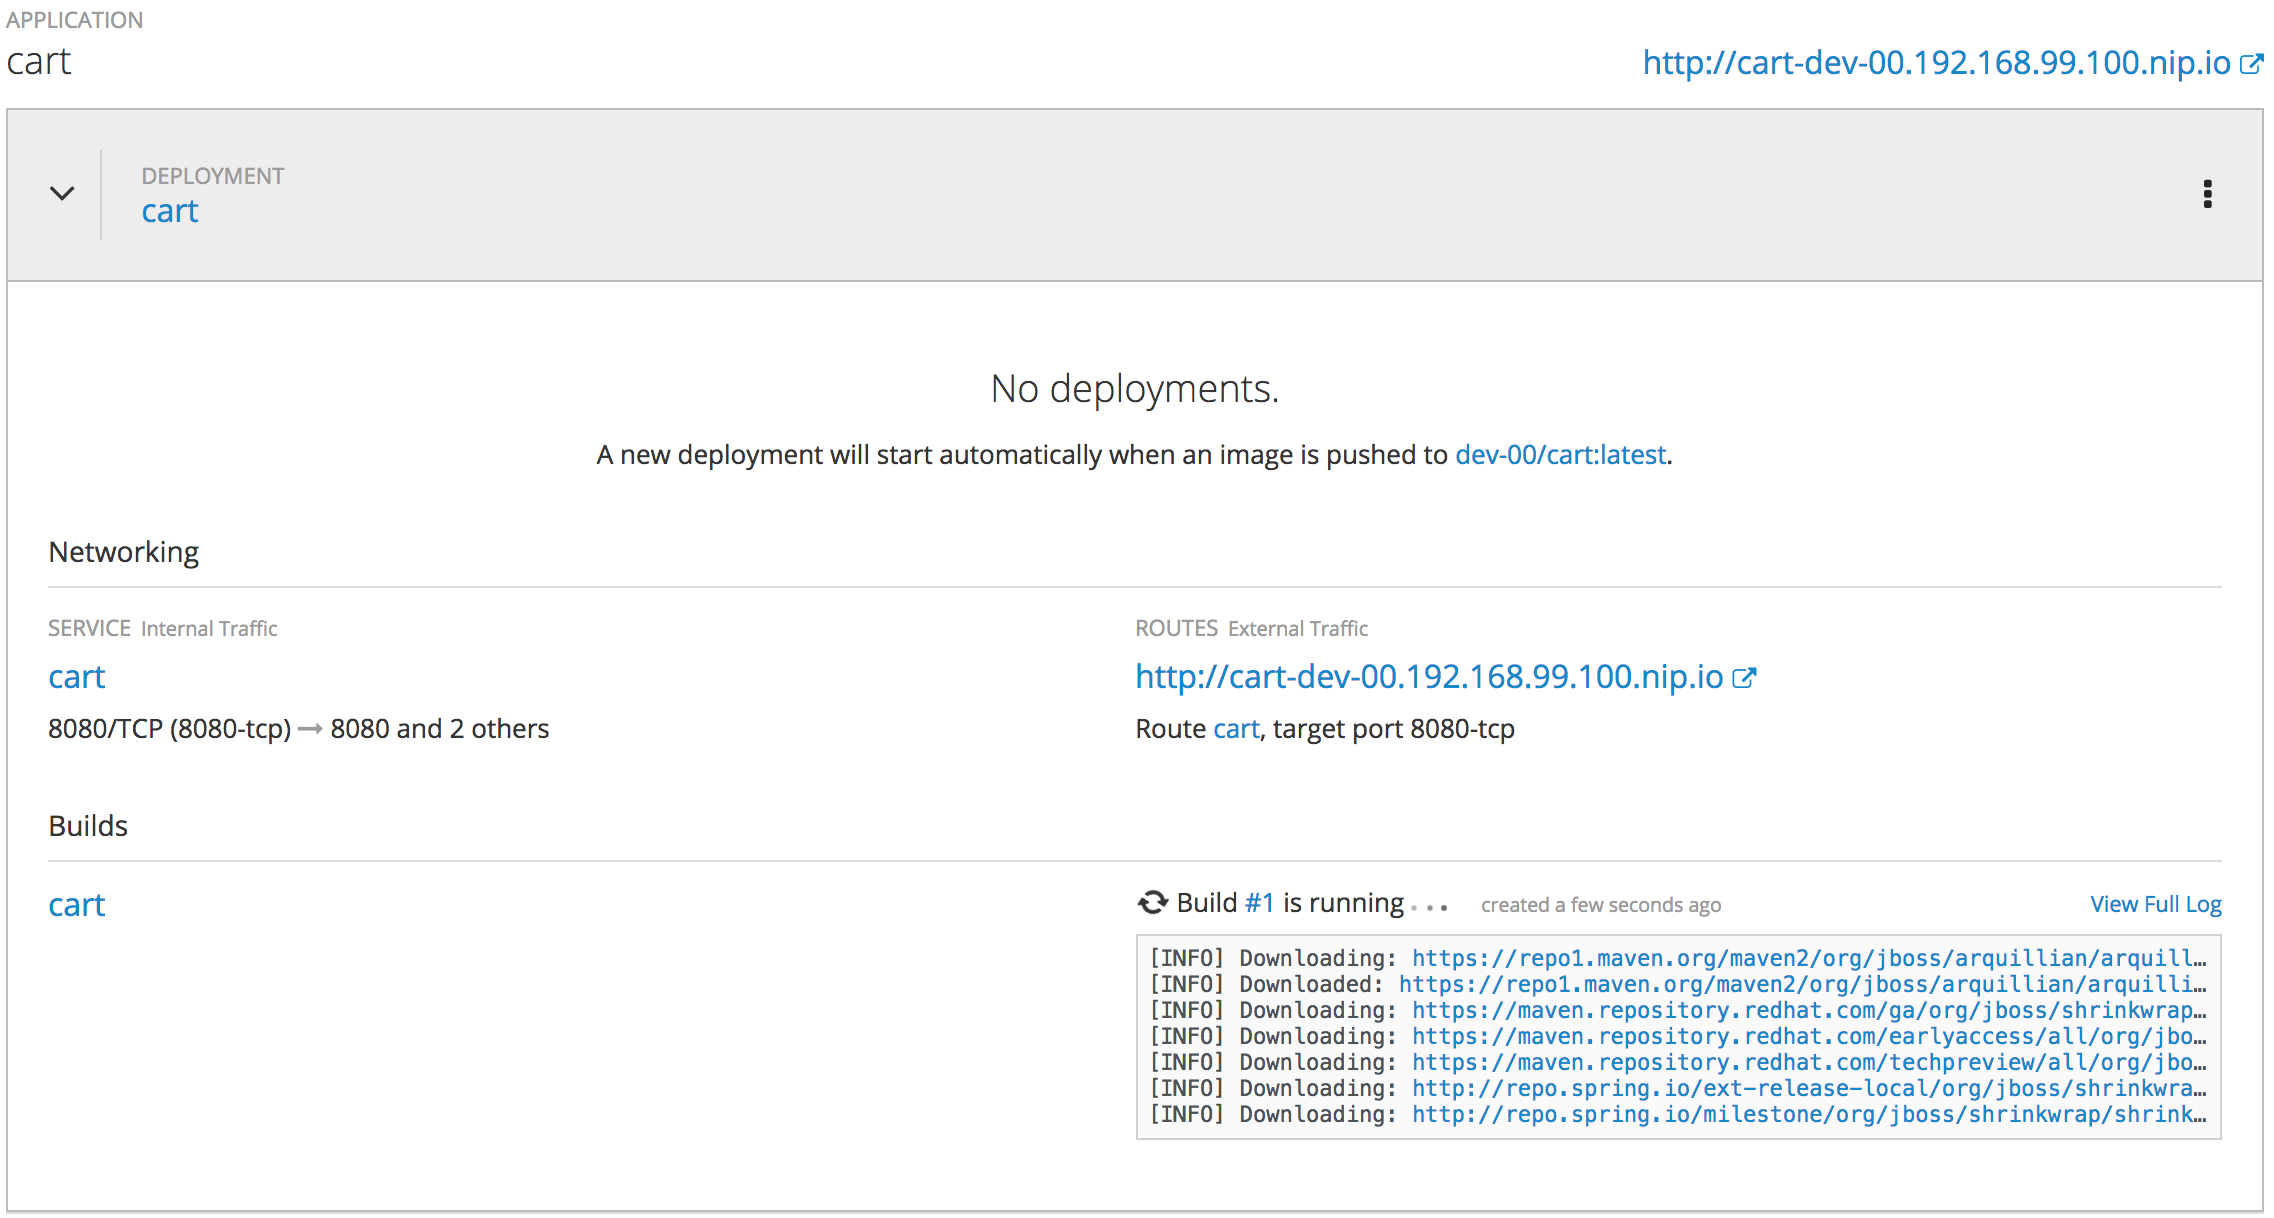 APPLICATION
cart
http://cart-dev-00.192.168.99.100.nip.io
DEPLOYMENT
cart
No deployments.
A new deployment will start automatically when an image is pushed to dev-00/cart:latest.
Networking
SERVICE Internal Traffic
cart
8080/TCP (8080-tcp) → 8080 and 2 others
ROUTES External Traffic
http://cart-dev-00.192.168.99.100.nip.io
Route cart, target port 8080-tcp
Builds
cart
Build #1 is running . . . created a few seconds ago View Full Log
[INFO] Downloading: https://repo1.maven.org/maven2/org/jboss/arquillian/arquill…
[INFO] Downloaded: https://repo1.maven.org/maven2/org/jboss/arquillian/arquilli…
[INFO] Downloading: https://maven.repository.redhat.com/ga/org/jboss/shrinkwrap…
[INFO] Downloading: https://maven.repository.redhat.com/earlyaccess/all/org/jbo…
[INFO] Downloading: https://maven.repository.redhat.com/techpreview/all/org/jbo…
[INFO] Downloading: http://repo.spring.io/ext-release-local/org/jboss/shrinkwra…
[INFO] Downloading: http://repo.spring.io/milestone/org/jboss/shrinkwrap/shrink…